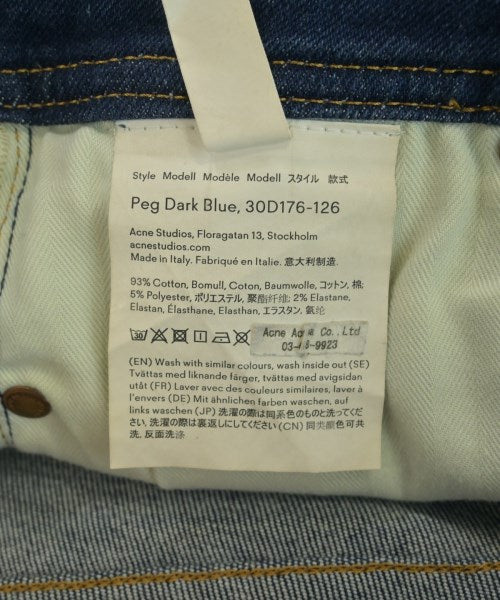 Style Modell Modèle Modell スタイル 款式
Peg Dark Blue, 30D176-126
Acne Studios, Floragatan 13, Stockholm
acnestudios.com
Made in Italy. Fabriqué en Italie. 意大利制造.
93% Cotton, Bomull, Coton, Baumwolle, コットン, 棉;
5% Polyester, ポリエステル, 聚酯纤维; 2% Elastane,
Elastan, Élasthane, Elasthan, エラスタン, 氨纶
30
Acne Co., Ltd
(EN) Wash with similar colours, wash inside out (SE)
Tvättas med liknande färger, tvättas med avigsidan
utåt (FR) Laver avec des couleurs similaires, laver à
l'envers (DE) Mit ähnlichen farben waschen, auf
links waschen (JP) 洗濯の際は同系色のものと洗ってくだ
さい, 洗濯の際は裏返しにしてください (CN) 同类颜色可共
洗, 反面洗涤